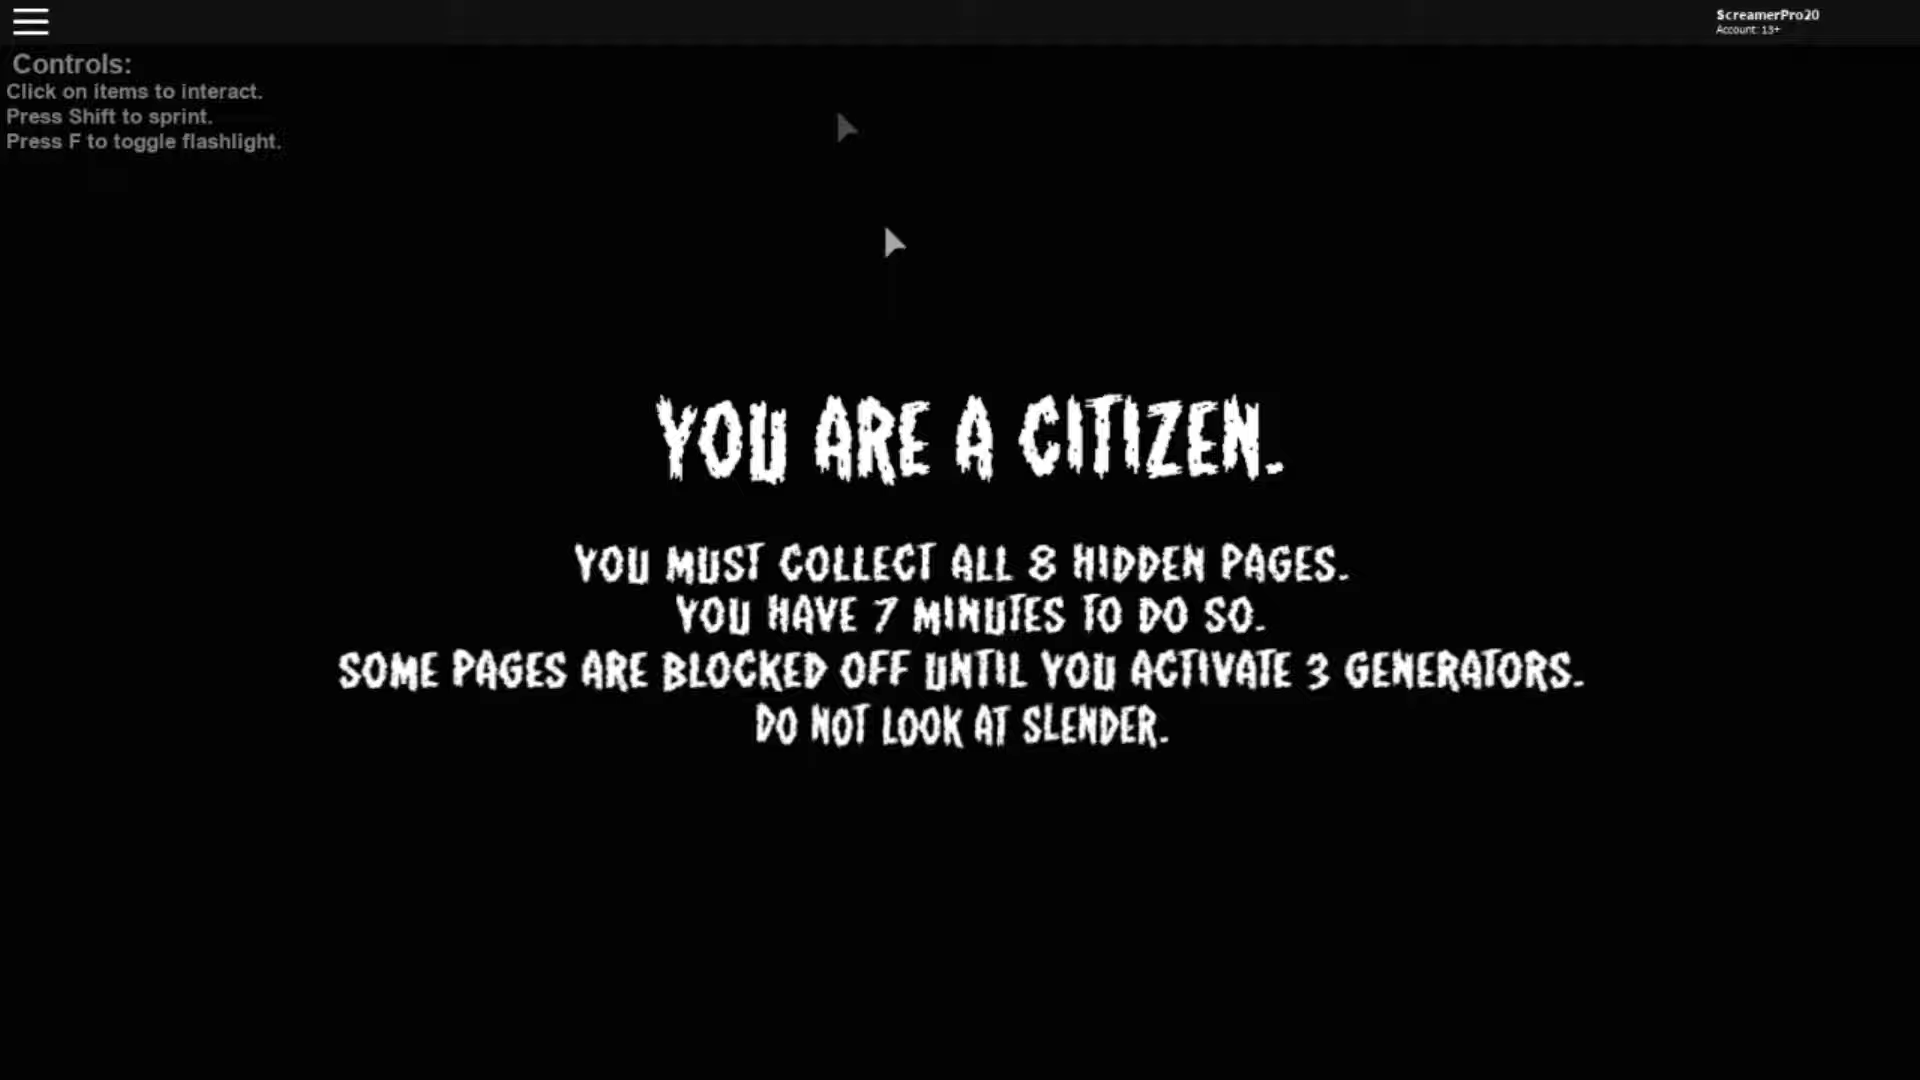 ScreamerPro20
Account: 13+
Controls:
Click on items to interact.
Press Shift to sprint.
Press F to toggle flashlight.
YOU ARE A CITIZEN.
YOU MUST COLLECT ALL 8 HIDDEN PAGES.
YOU HAVE 7 MINUTES TO DO SO.
SOME PAGES ARE BLOCKED OFF UNTIL YOU ACTIVATE 3 GENERATORS.
DO NOT LOOK AT SLENDER.